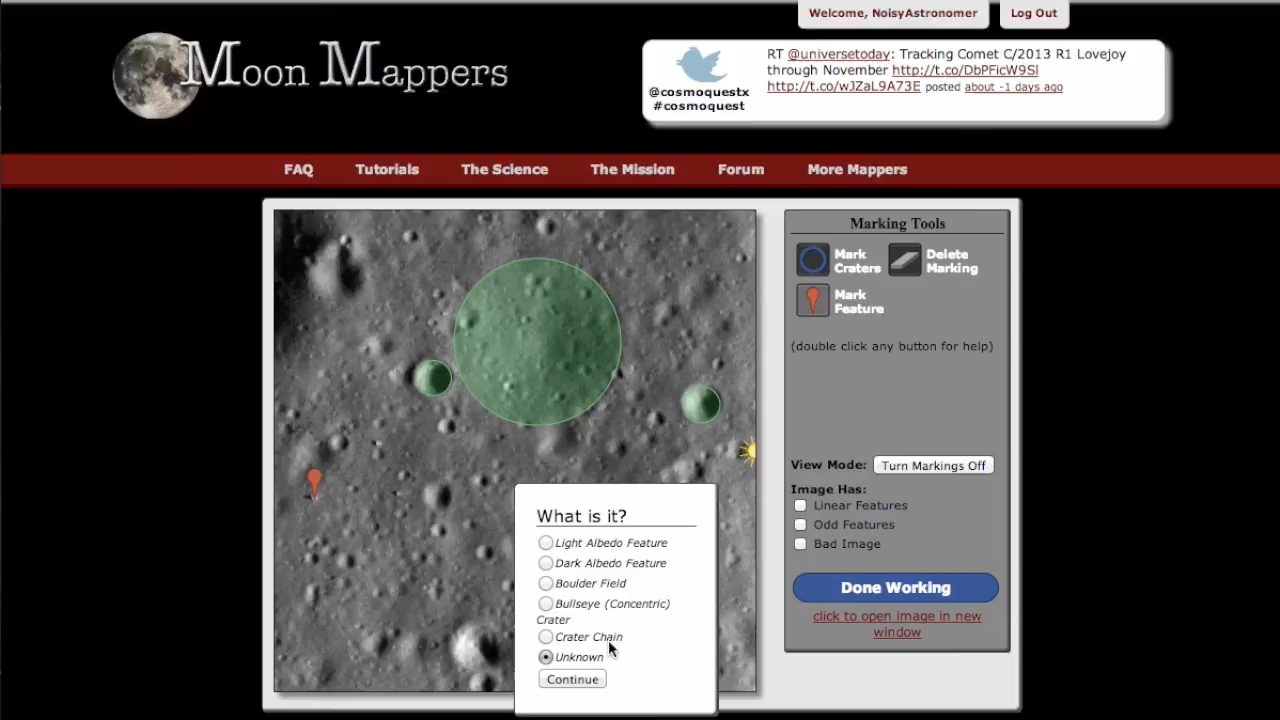 Welcome, NoisyAstronomer
Log Out
Moon Mappers
@cosmoquestx
#cosmoquest
RT @universetoday: Tracking Comet C/2013 R1 Lovejoy
through November http://t.co/DbPFicW9Sl
http://t.co/wJZaL9A73E posted about -1 days ago
FAQ
Tutorials
The Science
The Mission
Forum
More Mappers
Marking Tools
Mark
Craters
Delete
Marking
Mark
Feature
(double click any button for help)
View Mode: Turn Markings Off
Image Has:
Linear Features
Odd Features
Bad Image
Done Working
click to open image in new
window
What is it?
Light Albedo Feature
Dark Albedo Feature
Boulder Field
Bullseye (Concentric)
Crater
Crater Chain
Unknown
Continue